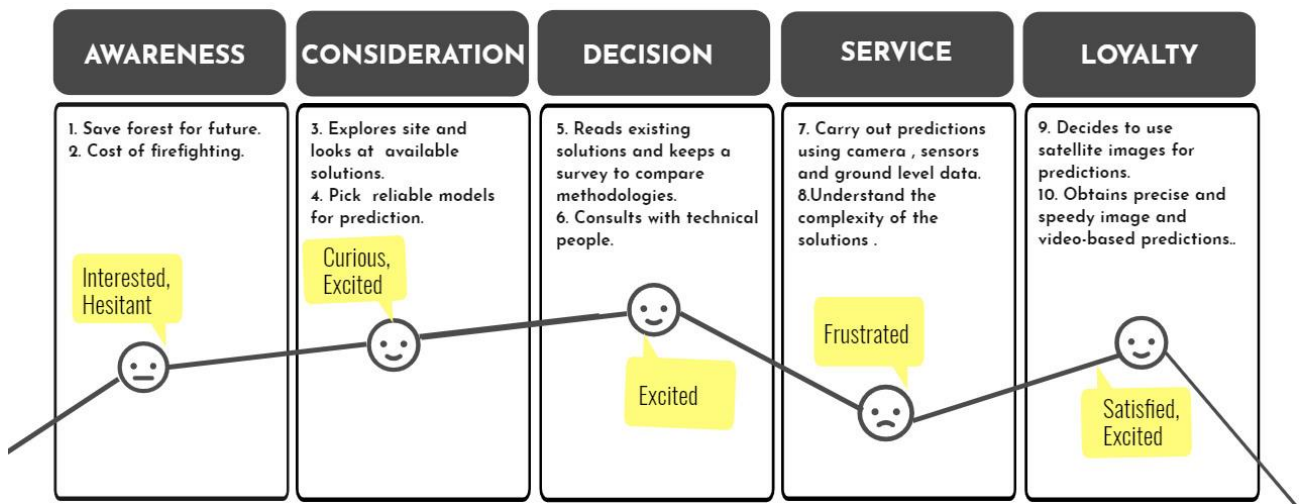 AWARENESS
CONSIDERATION
DECISION
SERVICE
LOYALTY
1. Save forest for future.
2. Cost of firefighting.
Interested,
Hesitant
3. Explores site and
looks at available
solutions.
4. Pick reliable models
for prediction.
Curious,
Excited
5. Reads existing
solutions and keeps a
survey to compare
methodologies.
6. Consults with technical
people.
Excited
7. Carry out predictions
using camera , sensors
and ground level data.
8.Understand the
complexity of the
solutions .
Frustrated
9. Decides to use
satellite images for
predictions.
10. Obtains precise and
speedy image and
video-based predictions..
Satisfied,
Excited